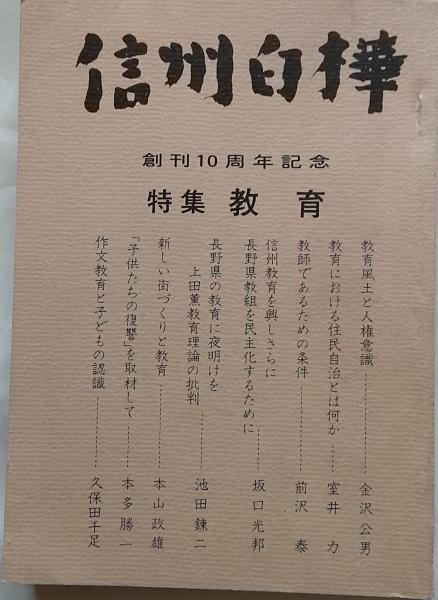 信州白樺
創刊10周年記念
特集 教育
教育風土と人権意識…………金沢公男
教育における住民自治とは何か……室井力
教師であるための条件…………前沢泰
信州教育を興しさらに
長野県教組を民主化するために…………坂口光邦
長野県の教育に夜明けを
上田薫教育理論の批判…………池田錬二
新しい街づくりと教育…………本山政雄
「子供たちの復讐」を取材して…………本多勝一
作文教育と子どもの認識…………久保田千足